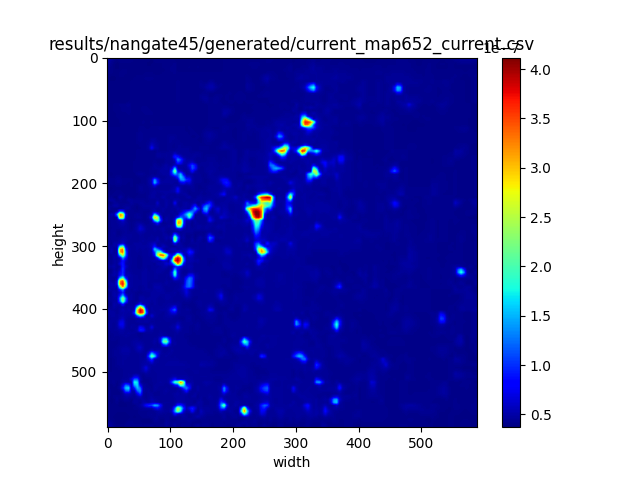 results/nangate45/generated/current_map652_current.csv
1e−7
0
100
200
300
400
500
height
0 100 200 300 400 500
width
4.0
3.5
3.0
2.5
2.0
1.5
1.0
0.5